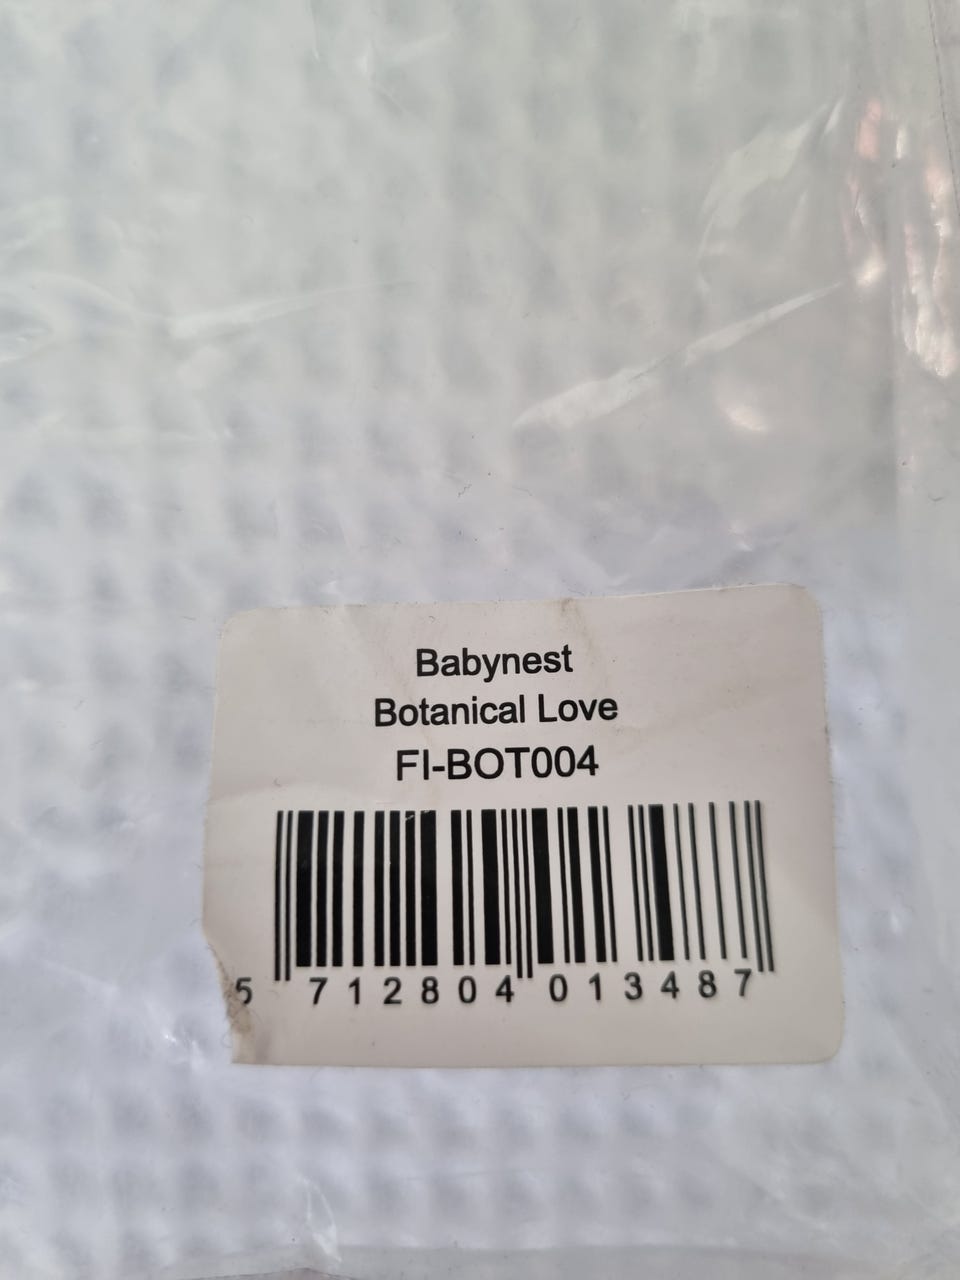 Babynest
Botanical Love
FI-BOT004
5 712804 013487